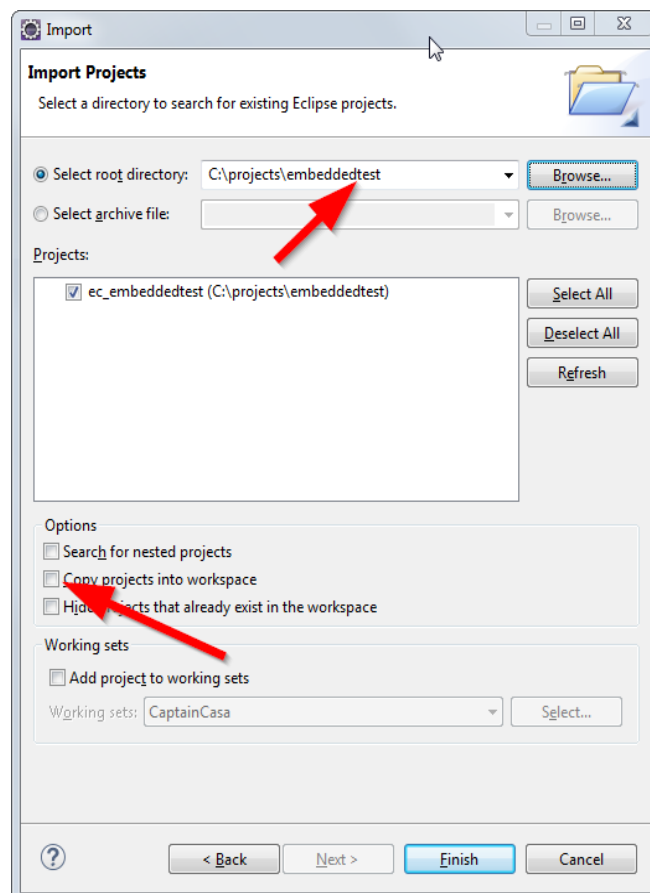 Import
Import Projects
Select a directory to search for existing Eclipse projects.
Select root directory: C:\projects\embeddedtest Browse...
Select archive file: Browse...
Projects:
ec_embeddedtest (C:\projects\embeddedtest)
Select All
Deselect All
Refresh
Options
Search for nested projects
Copy projects into workspace
Hide projects that already exist in the workspace
Working sets
Add project to working sets
Working sets: CaptainCasa Select...
? < Back Next > Finish Cancel